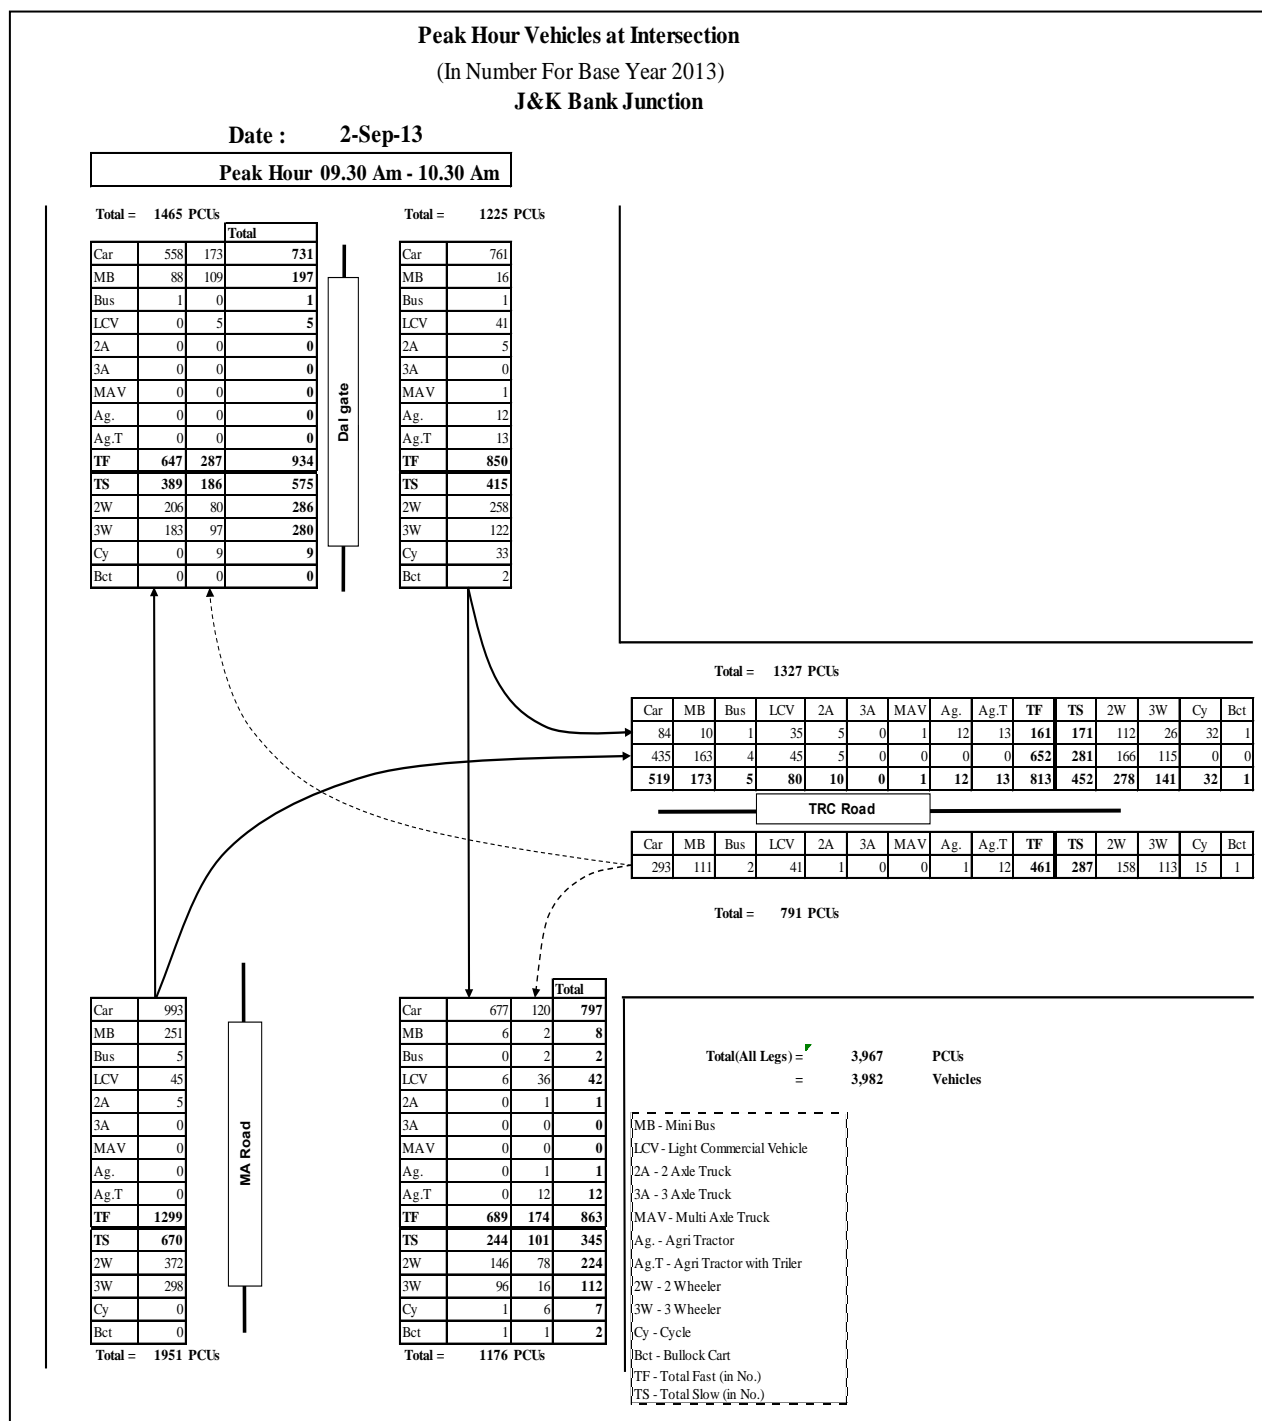 Peak Hour Vehicles at Intersection
(In Number For Base Year 2013)
J&K Bank Junction
Date : 2-Sep-13
Peak Hour 09.30 Am - 10.30 Am
Total = 1465 PCUs
Total
Car 558 173 731
MB 88 109 197
Bus 1 0 1
LCV 0 5 5
2A 0 0 0
3A 0 0 0
MAV 0 0 0
Ag. 0 0 0
Ag.T 0 0 0
TF 647 287 934
TS 389 186 575
2W 206 80 286
3W 183 97 280
Cy 0 9 9
Bct 0 0 0
Dal gate
Total = 1225 PCUs
Car 761
MB 16
Bus 1
LCV 41
2A 5
3A 0
MAV 1
Ag. 12
Ag.T 13
TF 850
TS 415
2W 258
3W 122
Cy 33
Bct 2
Total = 1327 PCUs
Car MB Bus LCV 2A 3A MAV Ag. Ag.T TF TS 2W 3W Cy Bct
84 10 1 35 5 0 1 12 13 161 171 112 26 32 1
435 163 4 45 5 0 0 0 0 652 281 166 115 0 0
519 173 5 80 10 0 1 12 13 813 452 278 141 32 1
TRC Road
Car MB Bus LCV 2A 3A MAV Ag. Ag.T TF TS 2W 3W Cy Bct
293 111 2 41 1 0 0 1 12 461 287 158 113 15 1
Total = 791 PCUs
Car 993
MB 251
Bus 5
LCV 45
2A 5
3A 0
MAV 0
Ag. 0
Ag.T 0
TF 1299
TS 670
2W 372
3W 298
Cy 0
Bct 0
Total = 1951 PCUs
MA Road
Total
Car 677 120 797
MB 6 2 8
Bus 0 2 2
LCV 6 36 42
2A 0 1 1
3A 0 0 0
MAV 0 0 0
Ag. 0 1 1
Ag.T 0 12 12
TF 689 174 863
TS 244 101 345
2W 146 78 224
3W 96 16 112
Cy 1 6 7
Bct 1 1 2
Total = 1176 PCUs
Total(All Legs) = 3,967 PCUs
= 3,982 Vehicles
MB - Mini Bus
LCV - Light Commercial Vehicle
2A - 2 Axle Truck
3A - 3 Axle Truck
MAV - Multi Axle Truck
Ag. - Agri Tractor
Ag.T - Agri Tractor with Triler
2W - 2 Wheeler
3W - 3 Wheeler
Cy - Cycle
Bct - Bullock Cart
TF - Total Fast (in No.)
TS - Total Slow (in No.)